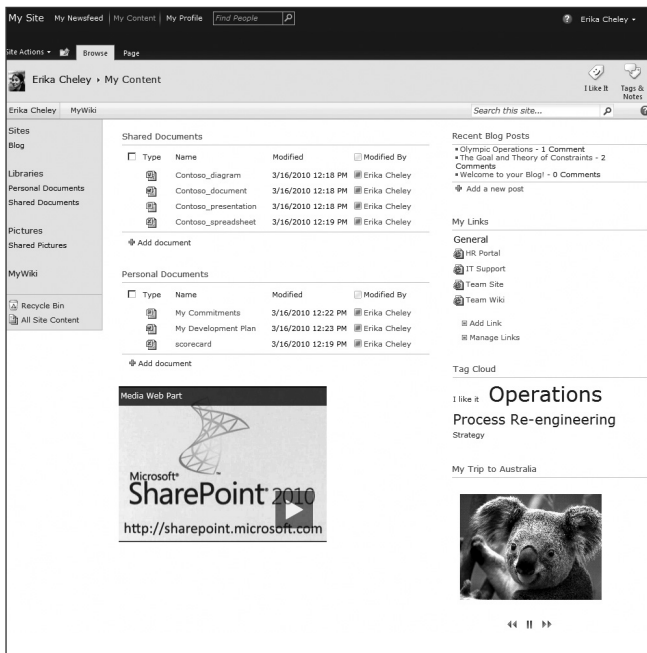 My Site My Newsfeed My Content My Profile Find People Erika Cheley
Site Actions Browse Page
Erika Cheley › My Content
I Like It Tags & Notes
Erika Cheley MyWiki Search this site...
Sites
Blog
Libraries
Personal Documents
Shared Documents
Pictures
Shared Pictures
MyWiki
Recycle Bin
All Site Content
Shared Documents
Type Name Modified Modified By
Contoso_diagram 3/16/2010 12:18 PM Erika Cheley
Contoso_document 3/16/2010 12:18 PM Erika Cheley
Contoso_presentation 3/16/2010 12:18 PM Erika Cheley
Contoso_spreadsheet 3/16/2010 12:19 PM Erika Cheley
Add document
Personal Documents
Type Name Modified Modified By
My Commitments 3/16/2010 12:22 PM Erika Cheley
My Development Plan 3/16/2010 12:23 PM Erika Cheley
scorecard 3/16/2010 12:19 PM Erika Cheley
Add document
Media Web Part
Microsoft®
SharePoint® 2010
http://sharepoint.microsoft.com
Recent Blog Posts
▪ Olympic Operations - 1 Comment
▪ The Goal and Theory of Constraints - 2
Comments
▪ Welcome to your Blog! - 0 Comments
Add a new post
My Links
General
HR Portal
IT Support
Team Site
Team Wiki
Add Link
Manage Links
Tag Cloud
I like it Operations
Process Re-engineering
Strategy
My Trip to Australia